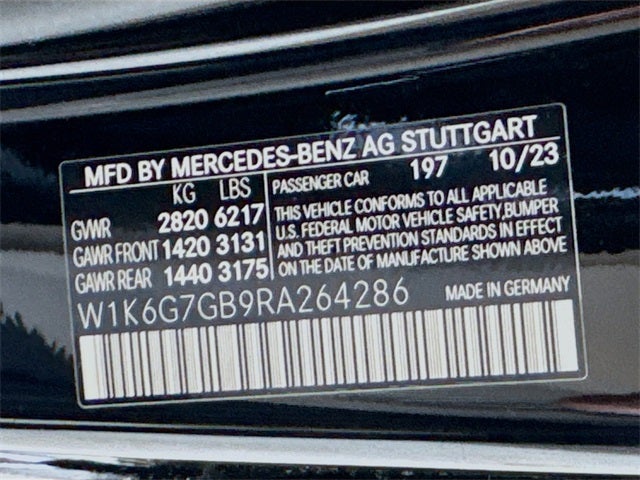 MFD BY MERCEDES-BENZ AG STUTTGART
KG LBS
GVWR 2820 6217
GAWR FRONT 1420 3131
GAWR REAR 1440 3175
PASSENGER CAR 197 10/23
THIS VEHICLE CONFORMS TO ALL APPLICABLE
U.S. FEDERAL MOTOR VEHICLE SAFETY, BUMPER
AND THEFT PREVENTION STANDARDS IN EFFECT
ON THE DATE OF MANUFACTURE SHOWN ABOVE
W1K6G7GB9RA264286 MADE IN GERMANY